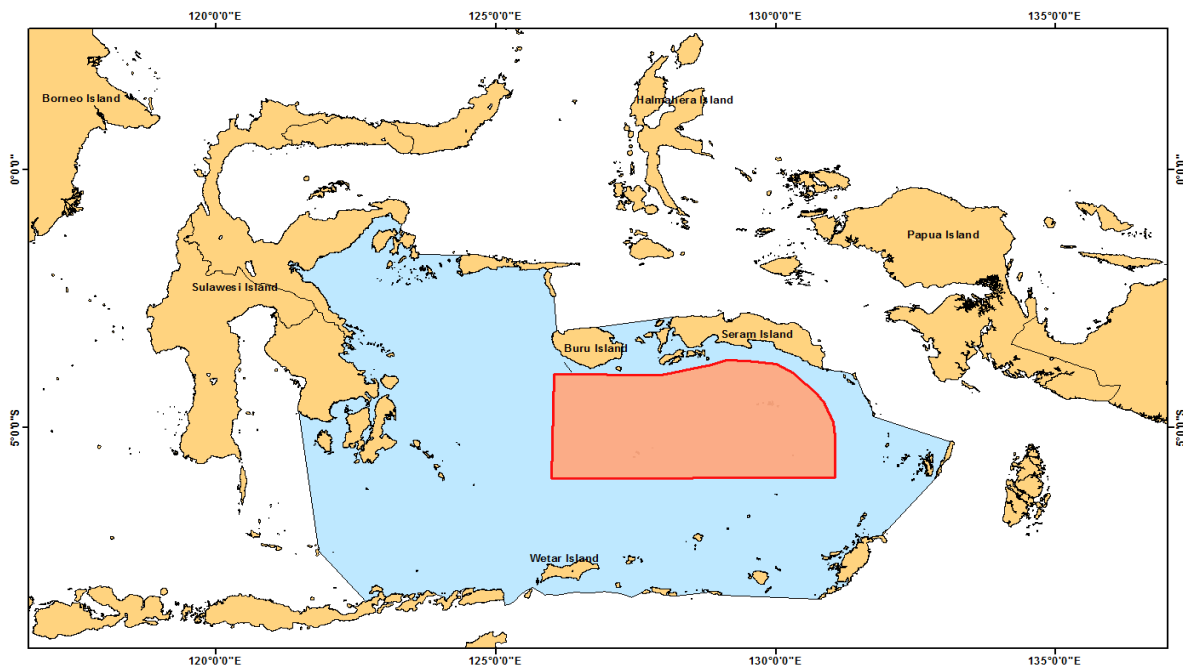 120°0'0"E 125°0'0"E 130°0'0"E 135°0'0"E
Borneo Island
Halmahera Island
0°0'0"
0°0'0"
Papua Island
Sulawesi Island
Seram Island
Buru Island
5°0'0"S
5°0'0"S
Wetar Island
120°0'0"E 125°0'0"E 130°0'0"E 135°0'0"E